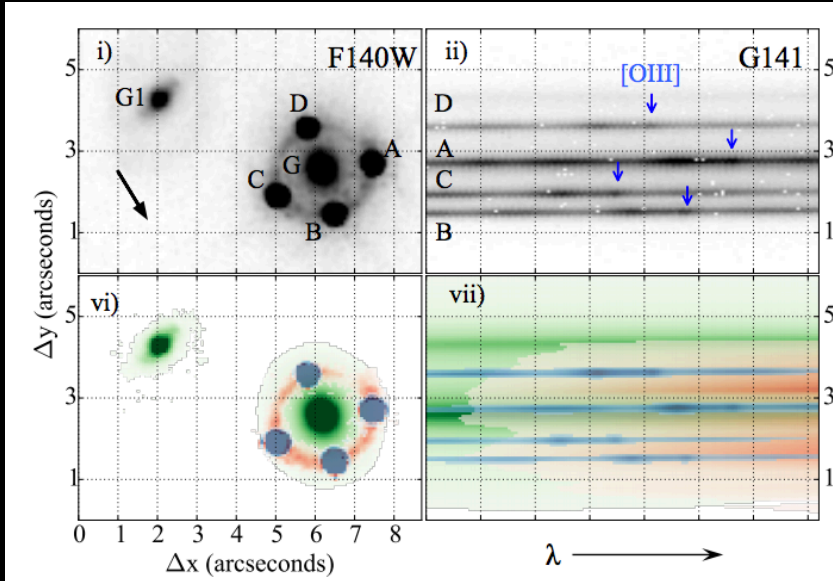 i)
F140W
G1
D
G
A
C
B
5
3
1
Δy (arcseconds)
ii)
G141
[OIII]
D
A
C
B
5
3
1
vi)
5
3
1
0 1 2 3 4 5 6 7 8
Δx (arcseconds)
vii)
5
3
1
λ